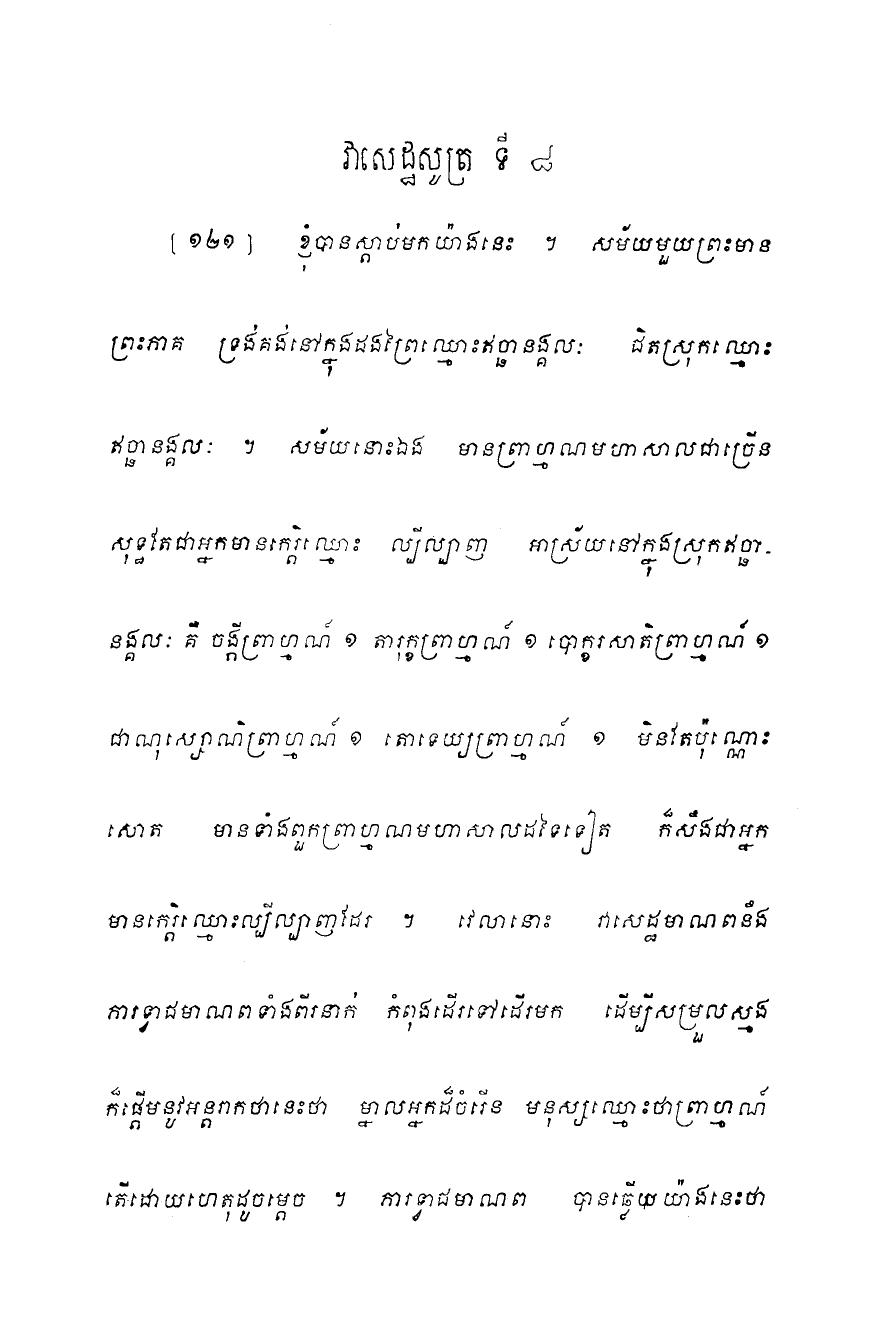 វាសេដ្ឋសូត្រ ទី ៨
[ ១២១ ] ខ្ញុំបានស្តាប់មកយ៉ាងនេះ ។ សម័យមួយព្រះមាន
ព្រះភាគ ទ្រង់គង់នៅក្នុងដងព្រៃឈ្មោះឥច្ឆានង្គលៈ ជិតស្រុកឈ្មោះ
ឥច្ឆានង្គលៈ ។ សម័យនោះឯង មានព្រាហ្មណមហាសាលជាច្រើន
សុទ្ធតែជាអ្នកមានកេរ្តិ៍ឈ្មោះ ល្បីល្បាញ អាស្រ័យនៅក្នុងស្រុកឥច្ឆា-
នង្គលៈ គឺ ចង្គីព្រាហ្មណ៍ ១ តារុក្ខព្រាហ្មណ៍ ១ បោក្ខរសាតិព្រាហ្មណ៍ ១
ជាណុស្សោណិព្រាហ្មណ៍ ១ តោទេយ្យព្រាហ្មណ៍ ១ មិនតែប៉ុណ្ណោះ
សោត មានទាំងពួកព្រាហ្មណមហាសាលដទៃទៀត ក៏សឹងជាអ្នក
មានកេរ្តិ៍ឈ្មោះល្បីល្បាញដែរ ។ វេលានោះ វាសេដ្ឋមាណពនឹង
ភារទ្វាជមាណពទាំងពីរនាក់ កំពុងដើរទៅដើរមក ដើម្បីសម្រួលស្មង
ក៏ផ្តើមនូវអន្តរាកថានេះថា ម្នាលអ្នកដ៏ចំរើន មនុស្សឈ្មោះថាព្រាហ្មណ៍
តើដោយហេតុដូចម្តេច ។ ភារទ្វាជមាណព បានឆ្លើយយ៉ាងនេះថា